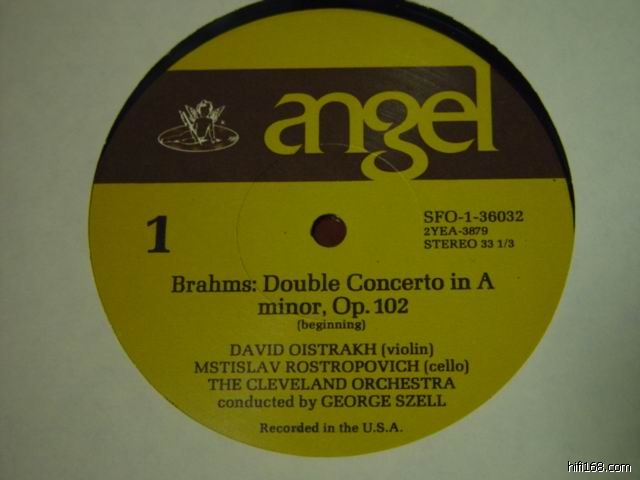 angel
1
SFO-1-36032
2YEA-3879
STEREO 33 1/3
Brahms: Double Concerto in A
minor, Op. 102
(beginning)
DAVID OISTRAKH (violin)
MSTISLAV ROSTROPOVICH (cello)
THE CLEVELAND ORCHESTRA
conducted by GEORGE SZELL
Recorded in the U.S.A.
hifi168.com